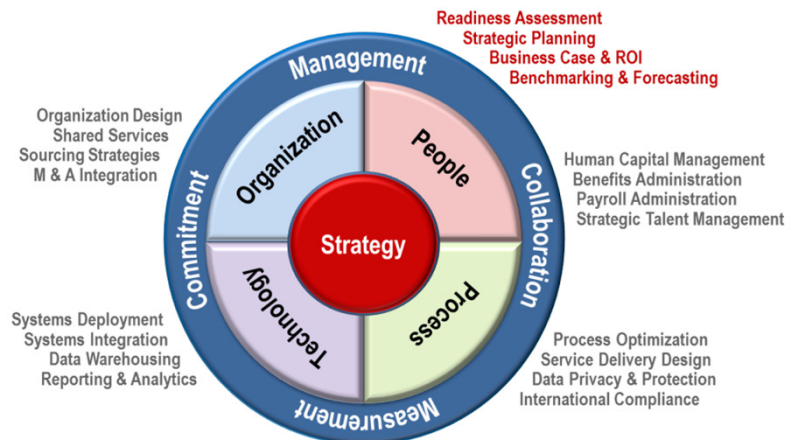 Readiness Assessment
Strategic Planning
Business Case & ROI
Benchmarking & Forecasting
Management
Organization Design
Shared Services
Sourcing Strategies
M & A Integration
Organization
People
Human Capital Management
Benefits Administration
Payroll Administration
Strategic Talent Management
Commitment
Strategy
Collaboration
Technology
Process
Systems Deployment
Systems Integration
Data Warehousing
Reporting & Analytics
Process Optimization
Service Delivery Design
Data Privacy & Protection
International Compliance
Measurement